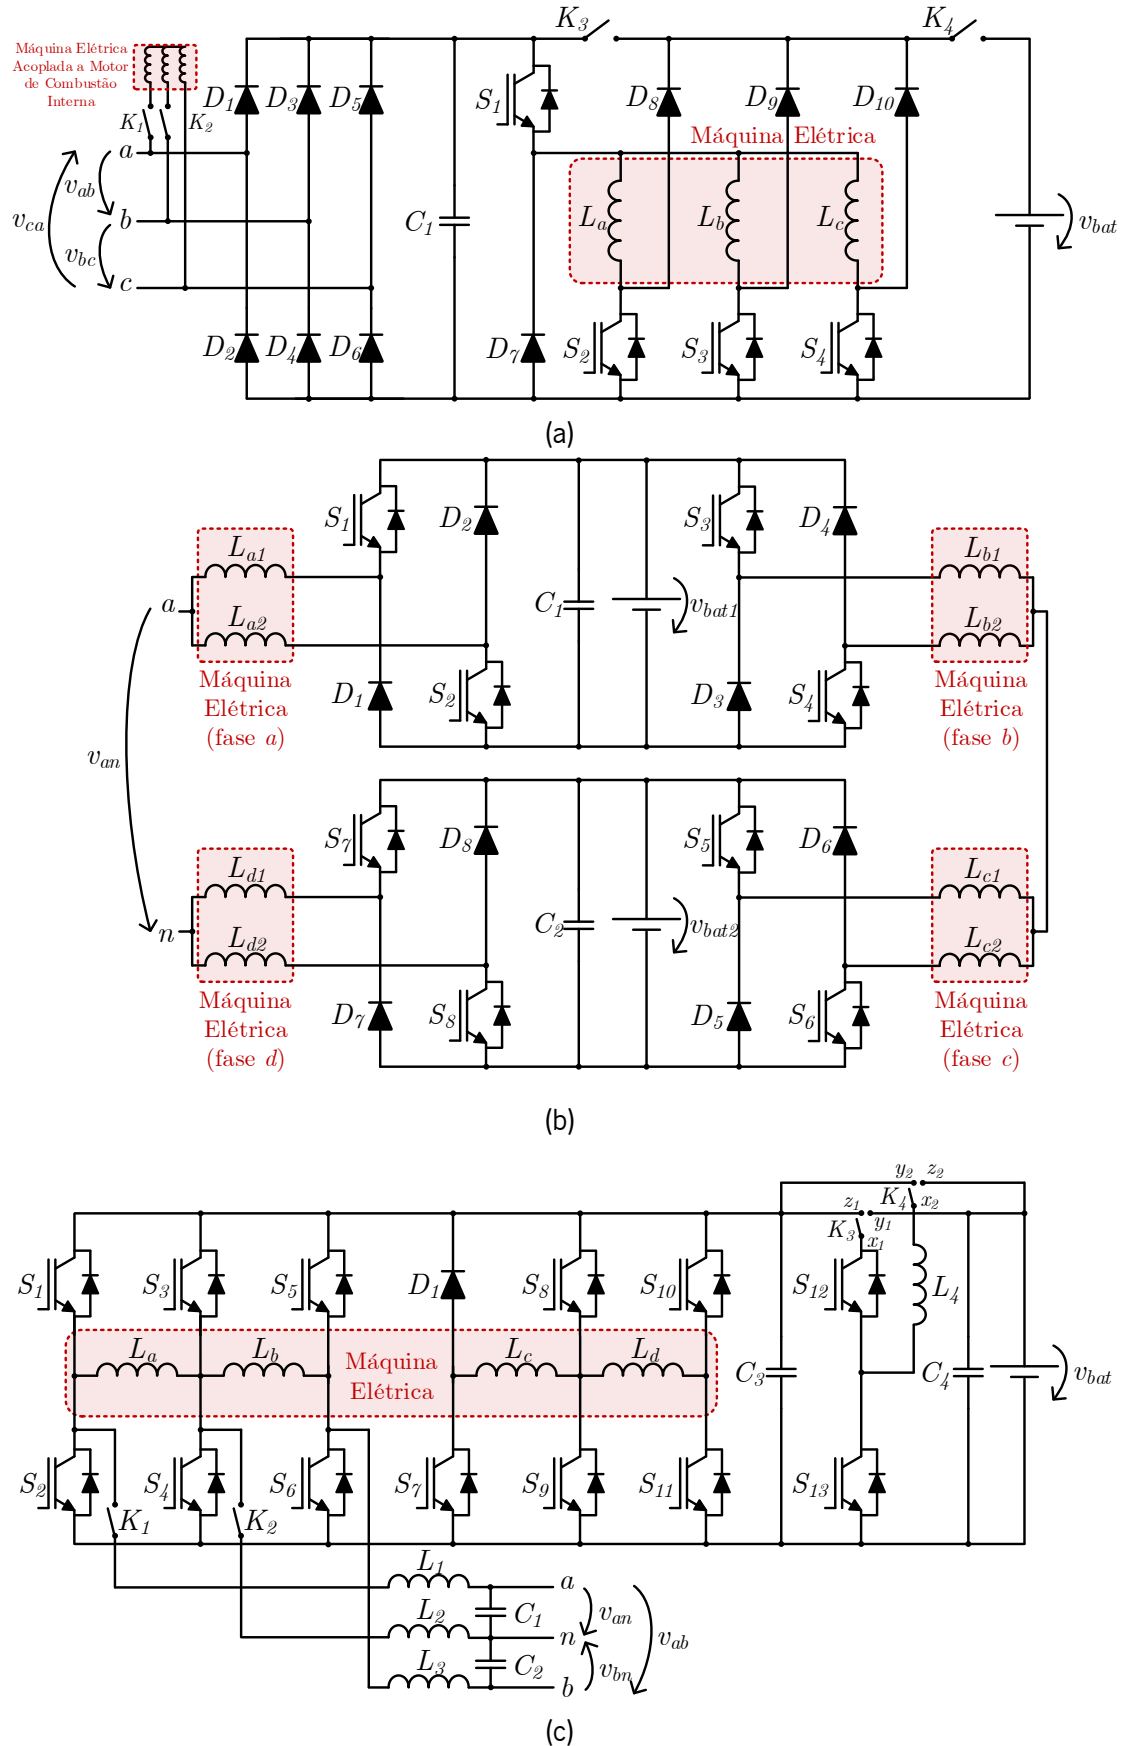 K3
K4
Máquina Elétrica
Acoplada a Motor
de Combustão
Interna
K1
K2
D1
D3
D5
S1
D8
D9
D10
Máquina Elétrica
a
vab
vca
b
vbc
c
C1
La
Lb
Lc
vbat
D2
D4
D6
D7
S2
S3
S4
(a)
S1
D2
S3
D4
La1
Lb1
a
La2
C1
vbat1
Lb2
Máquina
Elétrica
(fase a)
D1
S2
D3
S4
Máquina
Elétrica
(fase b)
van
S7
D8
S5
D6
Ld1
Lc1
n
Ld2
C2
vbat2
Lc2
Máquina
Elétrica
(fase d)
D7
S8
D5
S6
Máquina
Elétrica
(fase c)
(b)
y2
z2
K4
x2
z1
y1
K3
x1
S1
S3
S5
D1
S8
S10
S12
L4
La
Lb
Máquina
Elétrica
Lc
Ld
C3
C4
vbat
S2
S4
S6
S7
S9
S11
S13
K1
K2
L1
a
C1
van
L2
n
vab
C2
vbn
L3
b
(c)